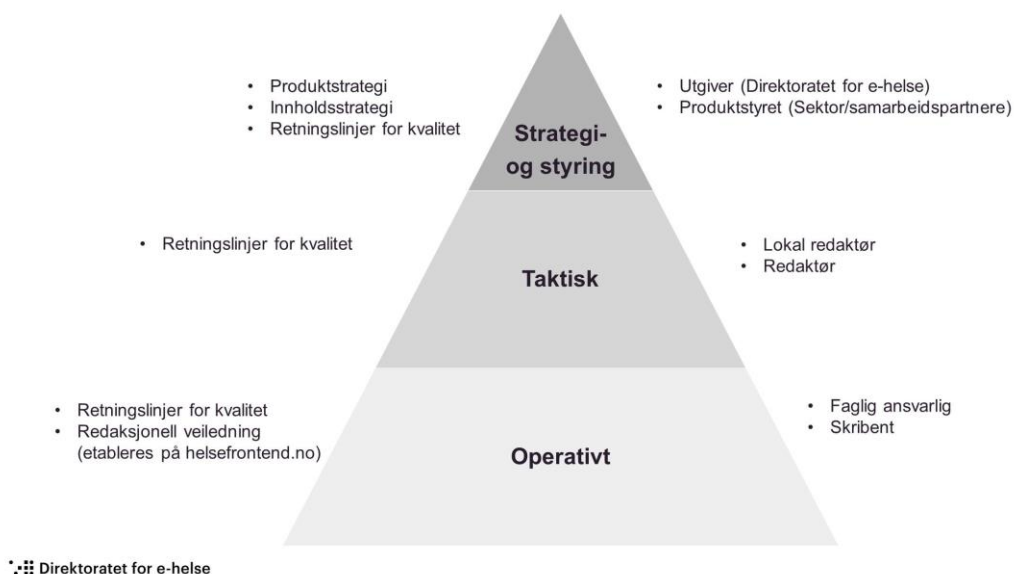 • Produktstrategi
• Innholdsstrategi
• Retningslinjer for kvalitet
Strategi-
og styring
• Utgiver (Direktoratet for e-helse)
• Produktstyret (Sektor/samarbeidspartnere)
• Retningslinjer for kvalitet
Taktisk
• Lokal redaktør
• Redaktør
• Retningslinjer for kvalitet
• Redaksjonell veiledning
(etableres på helsefrontend.no)
Operativt
• Faglig ansvarlig
• Skribent
Direktoratet for e-helse